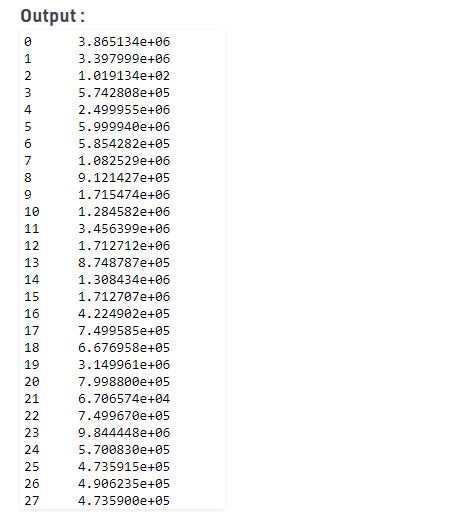 Output :
0 3.865134e+06
1 3.397999e+06
2 1.019134e+02
3 5.742808e+05
4 2.499955e+06
5 5.999940e+06
6 5.854282e+05
7 1.082529e+06
8 9.121427e+05
9 1.715474e+06
10 1.284582e+06
11 3.456399e+06
12 1.712712e+06
13 8.748787e+05
14 1.308434e+06
15 1.712707e+06
16 4.224902e+05
17 7.499585e+05
18 6.676958e+05
19 3.149961e+06
20 7.998800e+05
21 6.706574e+04
22 7.499670e+05
23 9.844448e+06
24 5.700830e+05
25 4.735915e+05
26 4.906235e+05
27 4.735900e+05